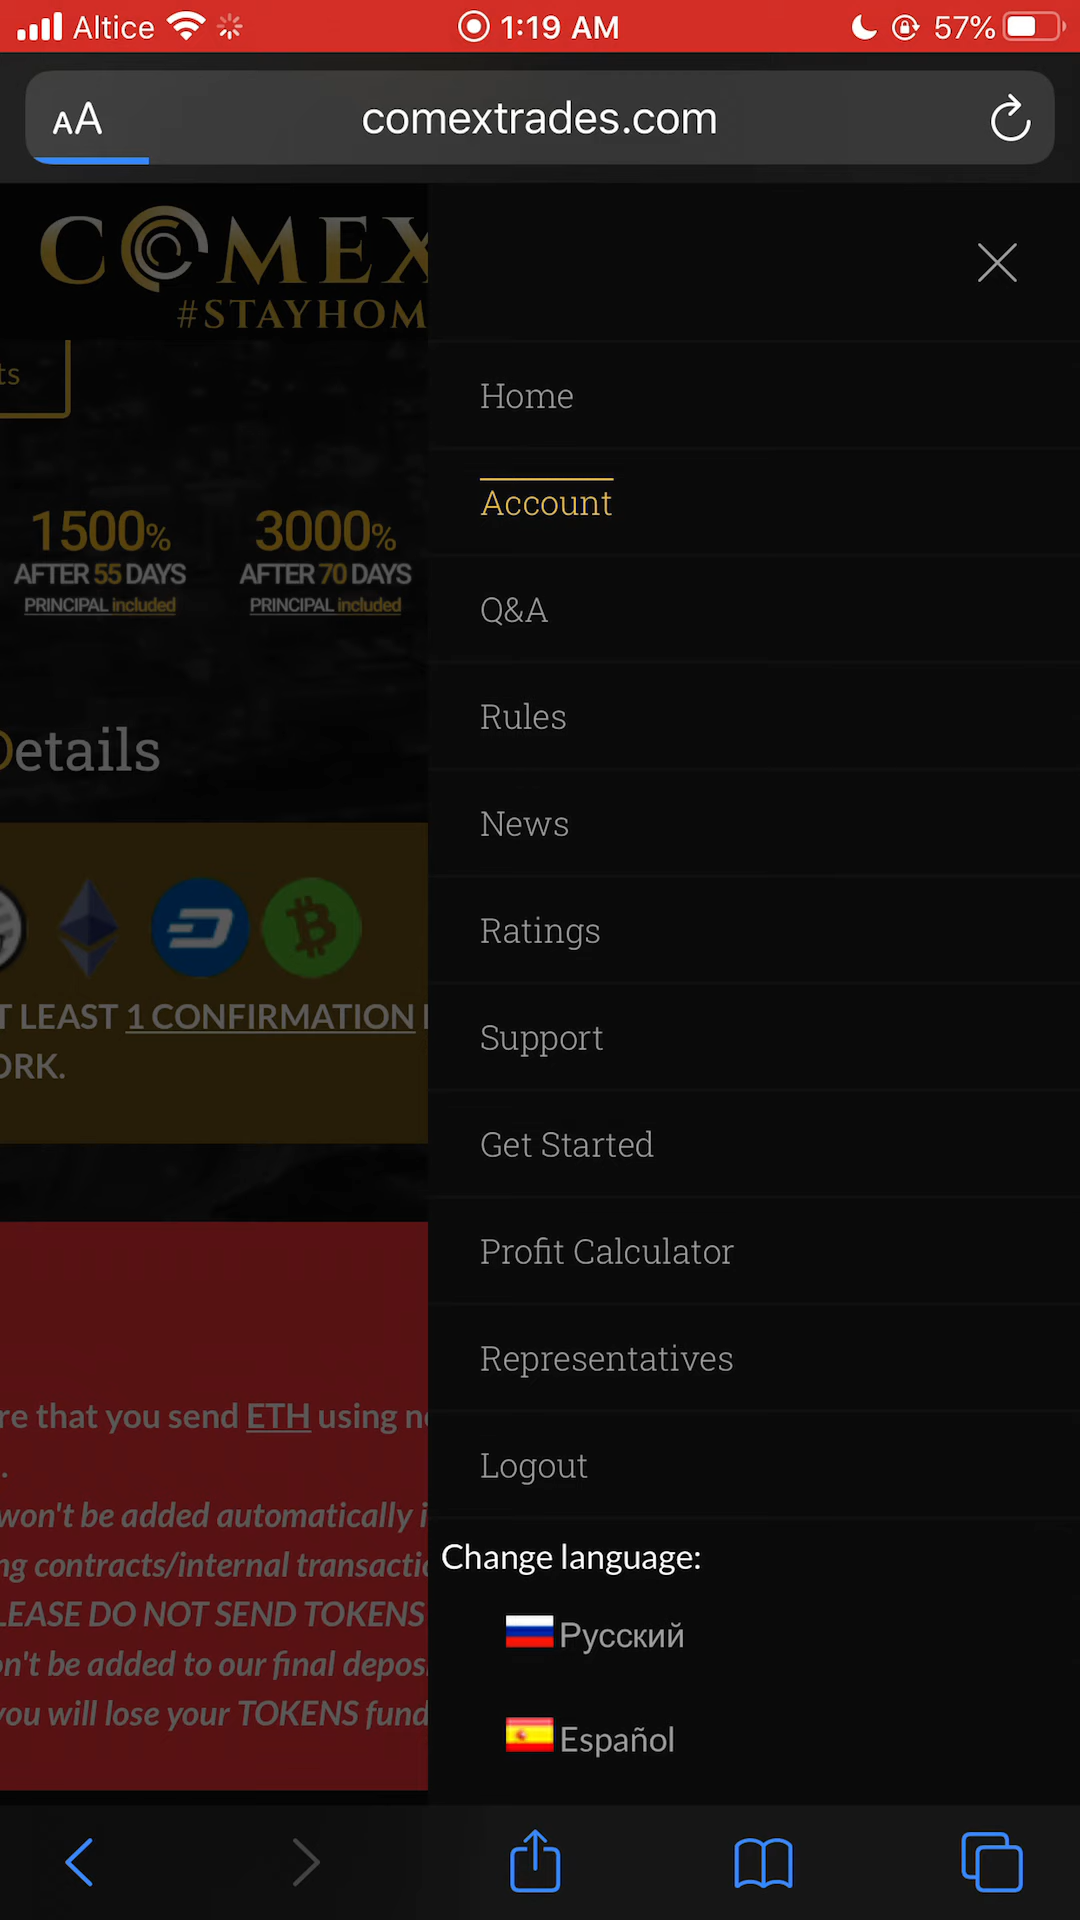 Altice 1:19 AM 57%
AA comextrades.com
COMEX
#STAYHOM
ts
Home
Account
1500% 3000%
AFTER 55 DAYS AFTER 70 DAYS
PRINCIPAL included PRINCIPAL included
Q&A
Rules
Details
News
Ratings
T LEAST 1 CONFIRMATION
ORK.
Support
Get Started
Profit Calculator
Representatives
re that you send ETH using n
.
Logout
won't be added automatically i
ng contracts/internal transacti
LEASE DO NOT SEND TOKENS
n't be added to our final depos
you will lose your TOKENS fund
Change language:
Русский
Español